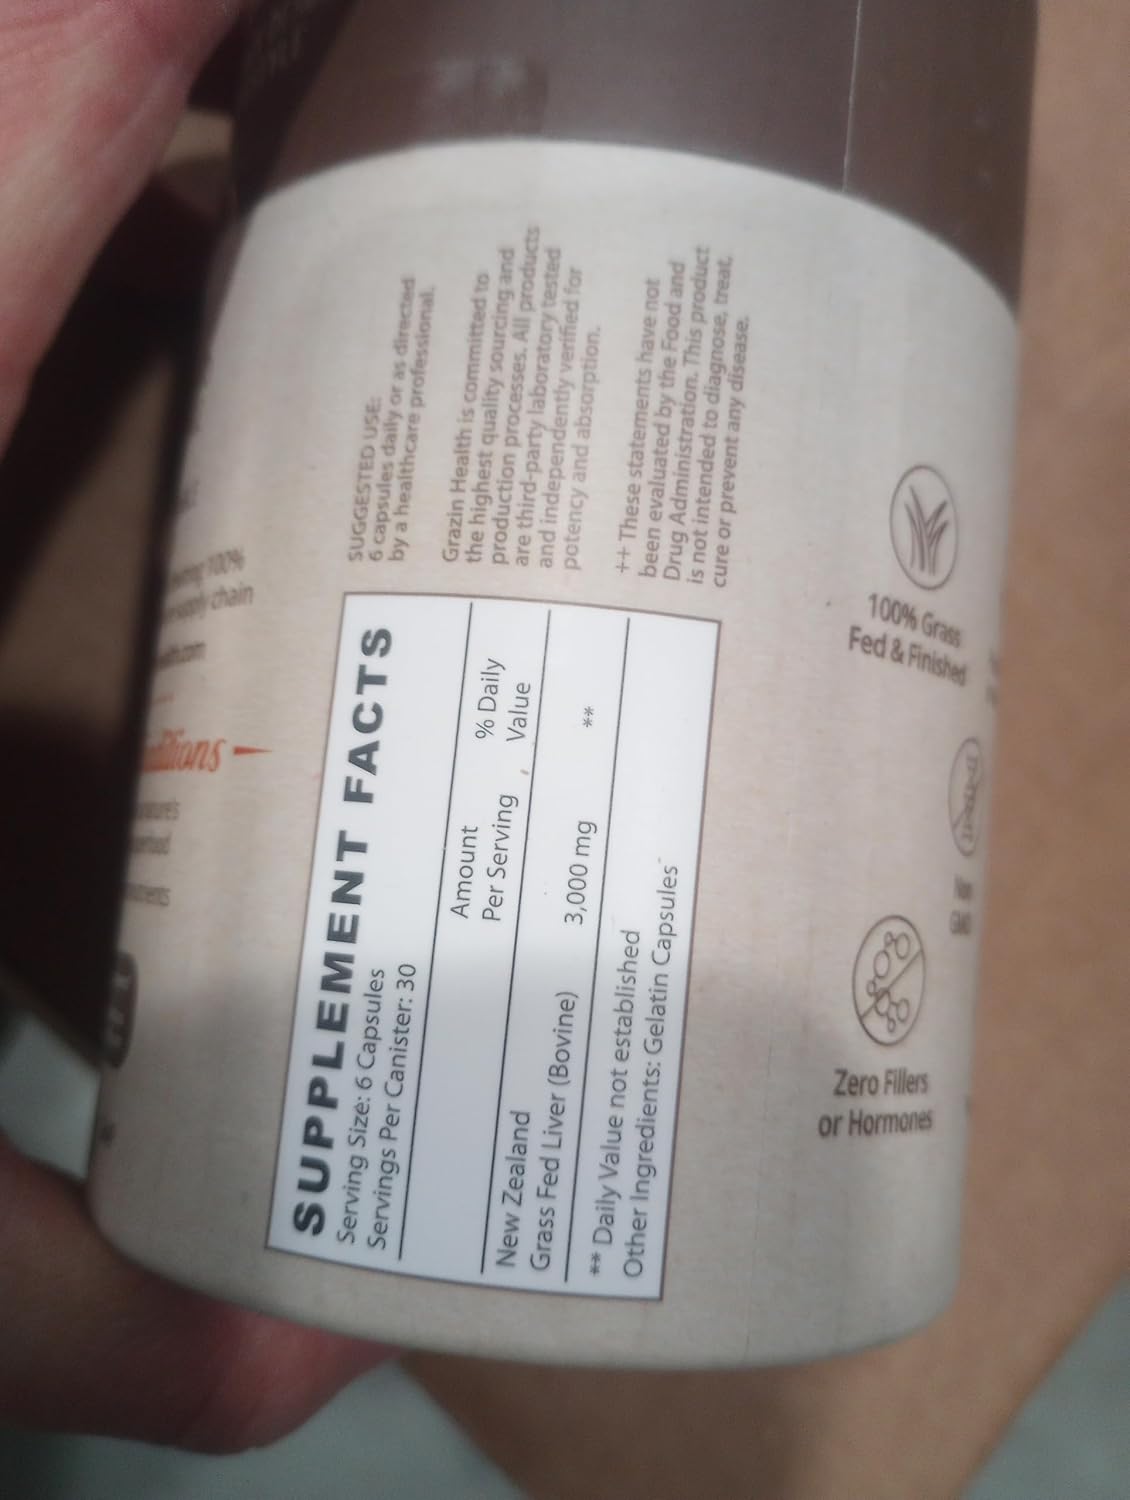 100%
supply chain
SUPPLEMENT FACTS
Serving Size: 6 Capsules
Servings Per Canister: 30
Amount
Per Serving
% Daily
Value
New Zealand
Grass Fed Liver (Bovine) 3,000 mg **
** Daily Value not established
Other Ingredients: Gelatin Capsules
SUGGESTED USE:
6 capsules daily or as directed
by a healthcare professional.
Grazin Health is committed to
the highest quality sourcing and
production processes. All products
are third-party laboratory tested
and independently verified for
potency and absorption.
++ These statements have not
been evaluated by the Food and
Drug Administration. This product
is not intended to diagnose, treat,
cure or prevent any disease.
Zero Fillers
or Hormones
Non
GMO
100% Grass
Fed & Finished